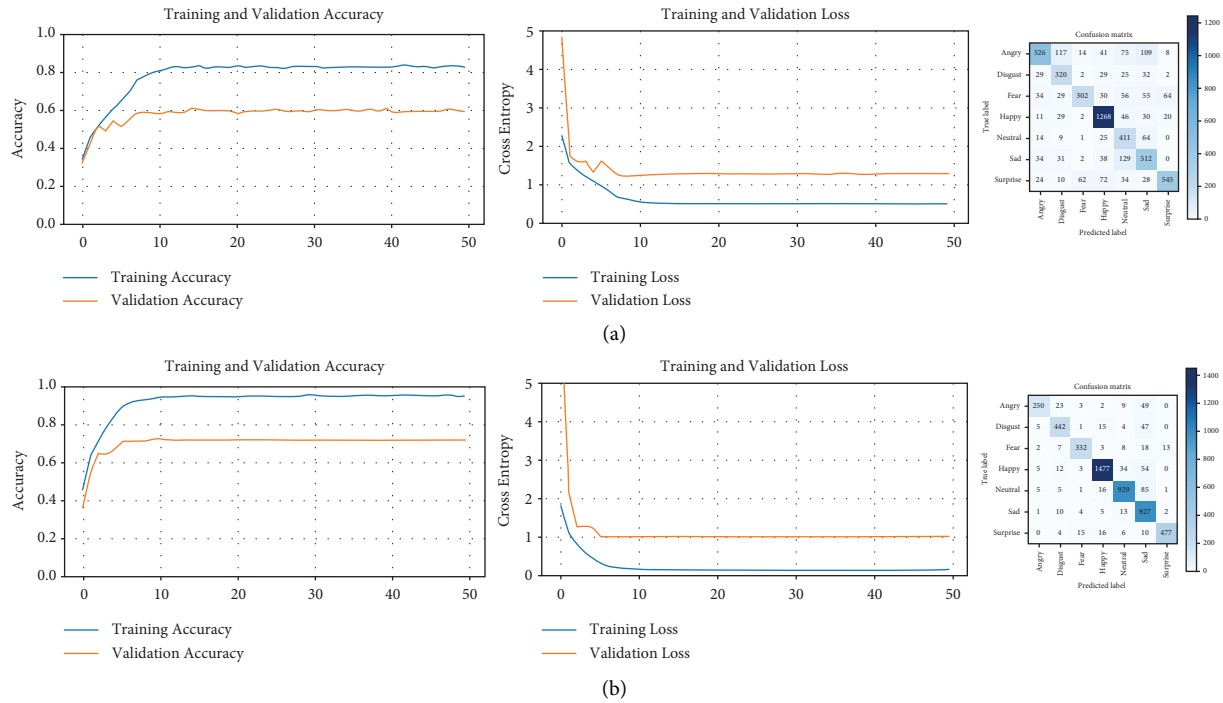 Training and Validation Accuracy
1.0
0.8
0.6
0.4
0.2
0.0
Accuracy
0 10 20 30 40 50
Training Accuracy
Validation Accuracy
Training and Validation Loss
5
4
3
2
1
0
Cross Entropy
0 10 20 30 40 50
Training Loss
Validation Loss
Confusion matrix
True label
Angry 526 117 14 41 75 109 8
Disgust 29 320 2 29 25 32 2
Fear 34 29 302 30 56 55 64
Happy 11 29 2 1268 46 30 20
Neutral 14 9 1 25 411 64 0
Sad 34 31 2 38 129 512 0
Surprise 24 10 62 72 34 28 545
Angry Disgust Fear Happy Neutral Sad Surprise
Predicted label
1200
1000
800
600
400
200
0
(a)
Training and Validation Accuracy
1.0
0.8
0.6
0.4
0.2
0.0
Accuracy
0 10 20 30 40 50
Training Accuracy
Validation Accuracy
Training and Validation Loss
5
4
3
2
1
0
Cross Entropy
0 10 20 30 40 50
Training Loss
Validation Loss
Confusion matrix
True label
Angry 250 23 3 2 9 49 0
Disgust 5 442 1 15 4 47 0
Fear 2 7 332 3 8 18 13
Happy 5 12 3 1477 34 54 0
Neutral 5 5 1 16 929 85 1
Sad 1 10 4 5 13 927 2
Surprise 0 4 15 16 6 10 477
Angry Disgust Fear Happy Neutral Sad Surprise
Predicted label
1400
1200
1000
800
600
400
200
0
(b)